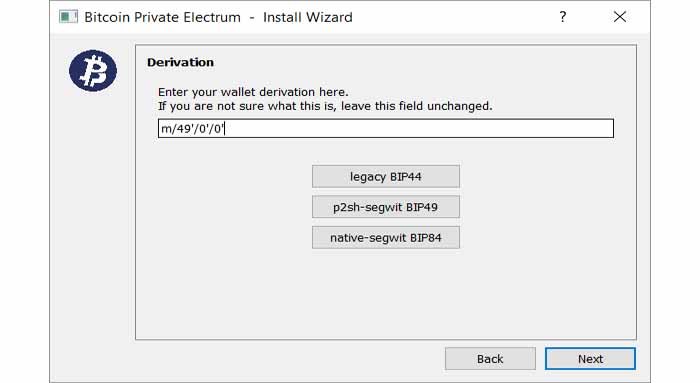 Bitcoin Private Electrum - Install Wizard
Derivation
Enter your wallet derivation here.
If you are not sure what this is, leave this field unchanged.
m/49'/0'/0'
legacy BIP44
p2sh-segwit BIP49
native-segwit BIP84
Back Next